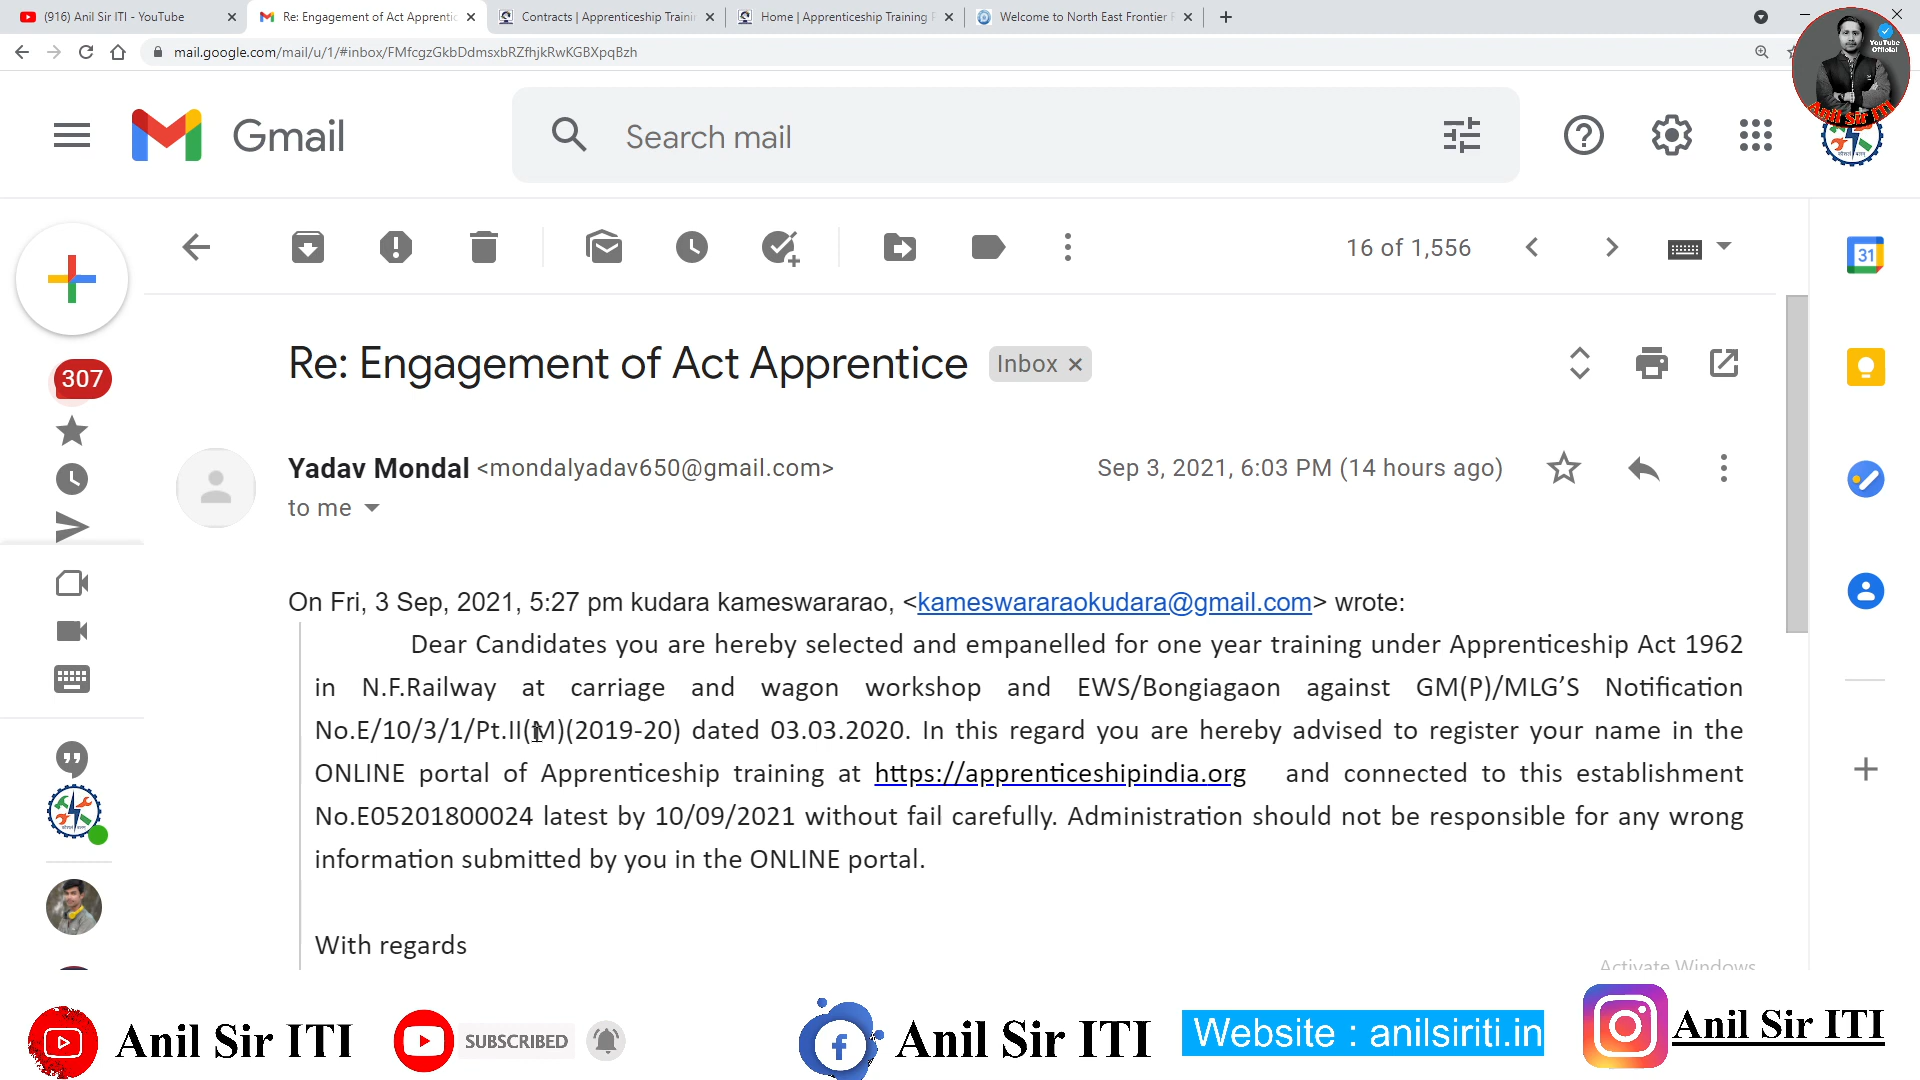 (916) Anil Sir ITI - YouTube
Re: Engagement of Act Apprentic
Contracts | Apprenticeship Traini
Home | Apprenticeship Training P
Welcome to North East Frontier R
mail.google.com/mail/u/1/#inbox/FMfcgzGkbDdmsxbRZfhjkRwKGBXpqBzh
YouTube
Official
Anil Sir ITI
Gmail
Search mail
16 of 1,556
31
307
Re: Engagement of Act Apprentice
Inbox
Yadav Mondal <mondalyadav650@gmail.com>
Sep 3, 2021, 6:03 PM (14 hours ago)
to me
On Fri, 3 Sep, 2021, 5:27 pm kudara kameswararao, <kameswararaokudara@gmail.com> wrote:
Dear Candidates you are hereby selected and empanelled for one year training under Apprenticeship Act 1962
in N.F.Railway at carriage and wagon workshop and EWS/Bongiagaon against GM(P)/MLG’S Notification
No.E/10/3/1/Pt.II(M)(2019-20) dated 03.03.2020. In this regard you are hereby advised to register your name in the
ONLINE portal of Apprenticeship training at https://apprenticeshipindia.org and connected to this establishment
No.E05201800024 latest by 10/09/2021 without fail carefully. Administration should not be responsible for any wrong
information submitted by you in the ONLINE portal.
With regards
Activate Windows
Anil Sir ITI
SUBSCRIBED
Anil Sir ITI
Website : anilsiriti.in
Anil Sir ITI